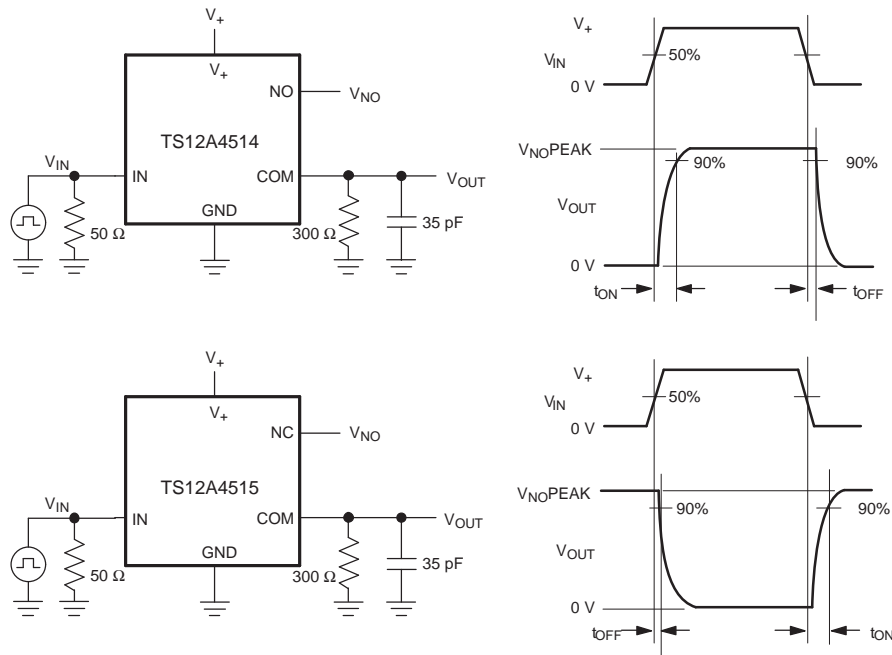 V+
V+
NO
VNO
TS12A4514
VIN
IN
COM
VOUT
GND
50 Ω
300 Ω
35 pF
V+
VIN
50%
0 V
VNOPEAK
90%
90%
VOUT
0 V
tON
tOFF
V+
V+
NC
VNO
TS12A4515
VIN
IN
COM
VOUT
GND
50 Ω
300 Ω
35 pF
V+
VIN
50%
0 V
VNOPEAK
90%
90%
VOUT
0 V
tOFF
tON